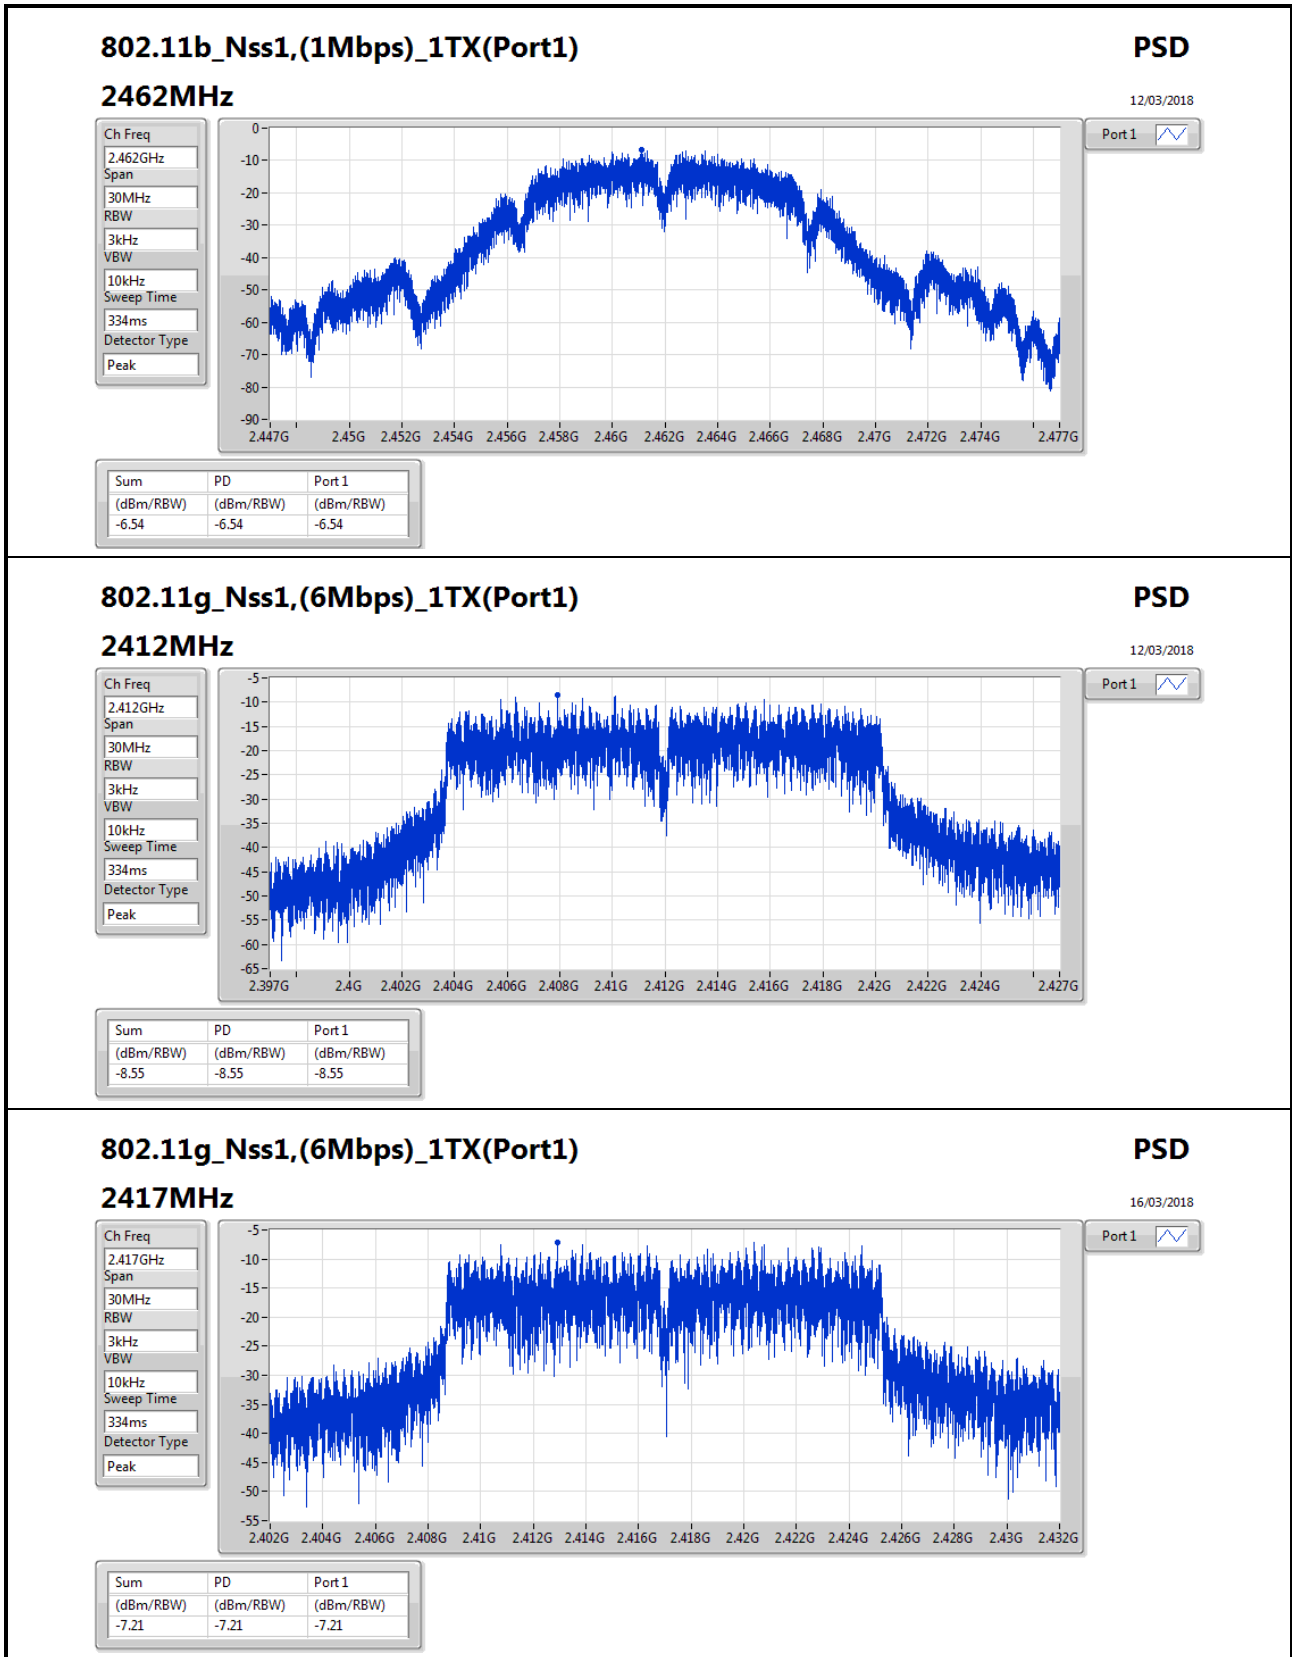 802.11b_Nss1,(1Mbps)_1TX(Port1) PSD
2462MHz 12/03/2018
Ch Freq
2.462GHz
Span
30MHz
RBW
3kHz
VBW
10kHz
Sweep Time
334ms
Detector Type
Peak
Port 1
0
-10
-20
-30
-40
-50
-60
-70
-80
-90
2.447G 2.45G 2.452G 2.454G 2.456G 2.458G 2.46G 2.462G 2.464G 2.466G 2.468G 2.47G 2.472G 2.474G 2.477G
Sum PD Port 1
(dBm/RBW) (dBm/RBW) (dBm/RBW)
-6.54 -6.54 -6.54
802.11g_Nss1,(6Mbps)_1TX(Port1) PSD
2412MHz 12/03/2018
Ch Freq
2.412GHz
Span
30MHz
RBW
3kHz
VBW
10kHz
Sweep Time
334ms
Detector Type
Peak
Port 1
-5
-10
-15
-20
-25
-30
-35
-40
-45
-50
-55
-60
-65
2.397G 2.4G 2.402G 2.404G 2.406G 2.408G 2.41G 2.412G 2.414G 2.416G 2.418G 2.42G 2.422G 2.424G 2.427G
Sum PD Port 1
(dBm/RBW) (dBm/RBW) (dBm/RBW)
-8.55 -8.55 -8.55
802.11g_Nss1,(6Mbps)_1TX(Port1) PSD
2417MHz 16/03/2018
Ch Freq
2.417GHz
Span
30MHz
RBW
3kHz
VBW
10kHz
Sweep Time
334ms
Detector Type
Peak
Port 1
-5
-10
-15
-20
-25
-30
-35
-40
-45
-50
-55
2.402G 2.404G 2.406G 2.408G 2.41G 2.412G 2.414G 2.416G 2.418G 2.42G 2.422G 2.424G 2.426G 2.428G 2.43G 2.432G
Sum PD Port 1
(dBm/RBW) (dBm/RBW) (dBm/RBW)
-7.21 -7.21 -7.21